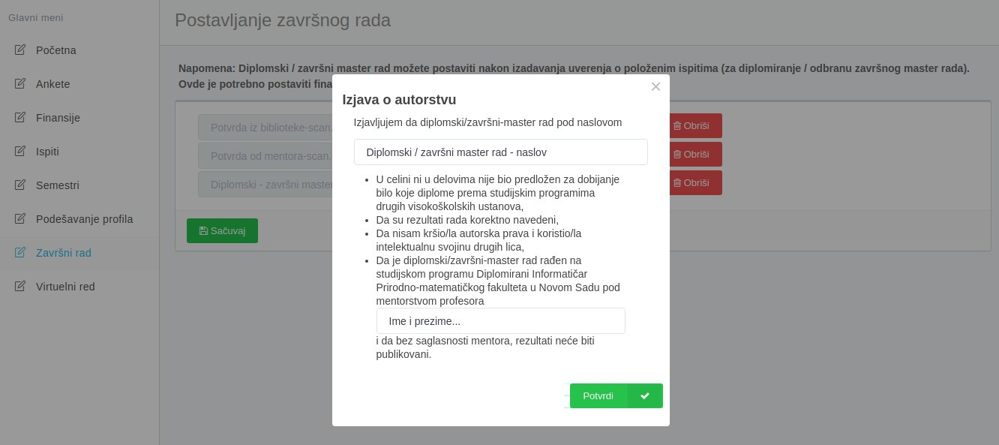 Glavni meni
Početna
Ankete
Finansije
Ispiti
Semestri
Podešavanje profila
Završni rad
Virtuelni red
Postavljanje završnog rada
Napomena: Diplomski / završni master rad možete postaviti nakon izadavanja uverenja o položenim ispitima (za diplomiranje / odbranu završnog master rada).
Ovde je potrebno postaviti fina
Potvrda iz biblioteke-scan.
Obriši
Potvrda od mentora-scan.
Obriši
Diplomski - završni master
Obriši
Sačuvaj
Izjava o autorstvu
Izjavljujem da diplomski/završni-master rad pod naslovom
Diplomski / završni master rad - naslov
• U celini ni u delovima nije bio predložen za dobijanje
bilo koje diplome prema studijskim programima
drugih visokoškolskih ustanova,
• Da su rezultati rada korektno navedeni,
• Da nisam kršio/la autorska prava i koristio/la
intelektualnu svojinu drugih lica,
• Da je diplomski/završni-master rad rađen na
studijskom programu Diplomirani Informatičar
Prirodno-matematičkog fakulteta u Novom Sadu pod
mentorstvom profesora
Ime i prezime...
i da bez saglasnosti mentora, rezultati neće biti
publikovani.
Potvrdi